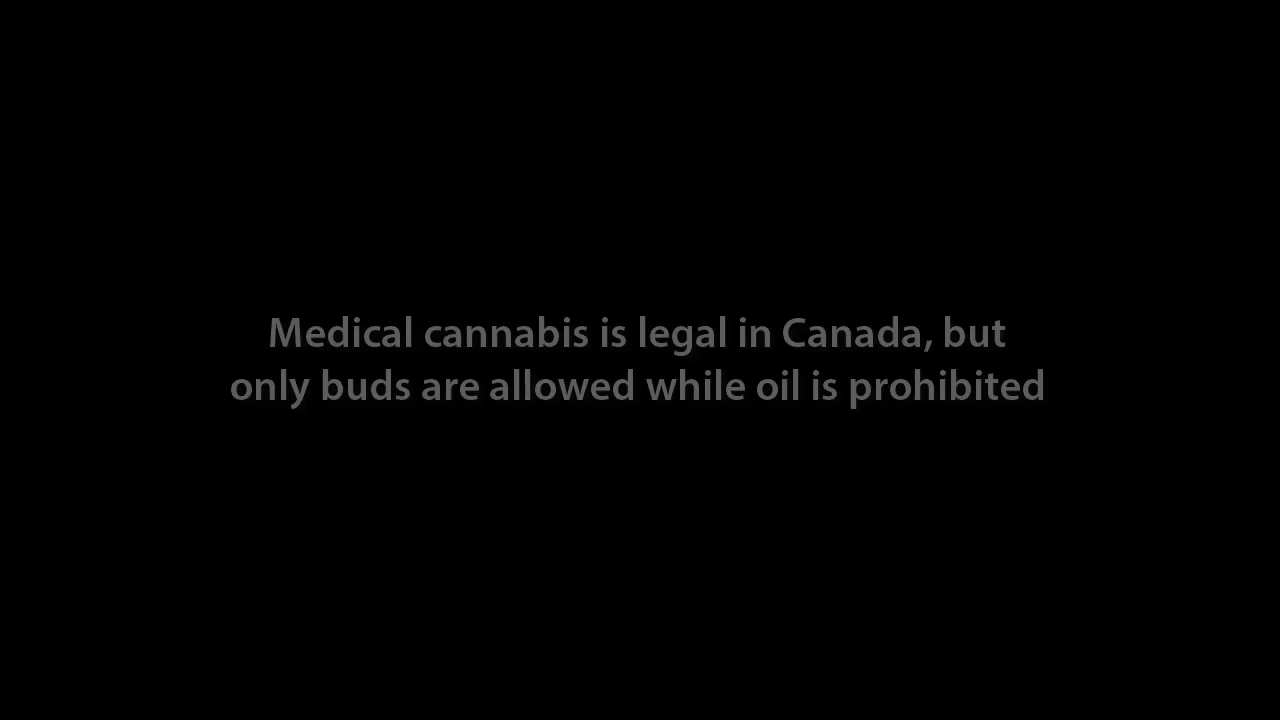 Medical cannabis is legal in Canada, but
only buds are allowed while oil is prohibited